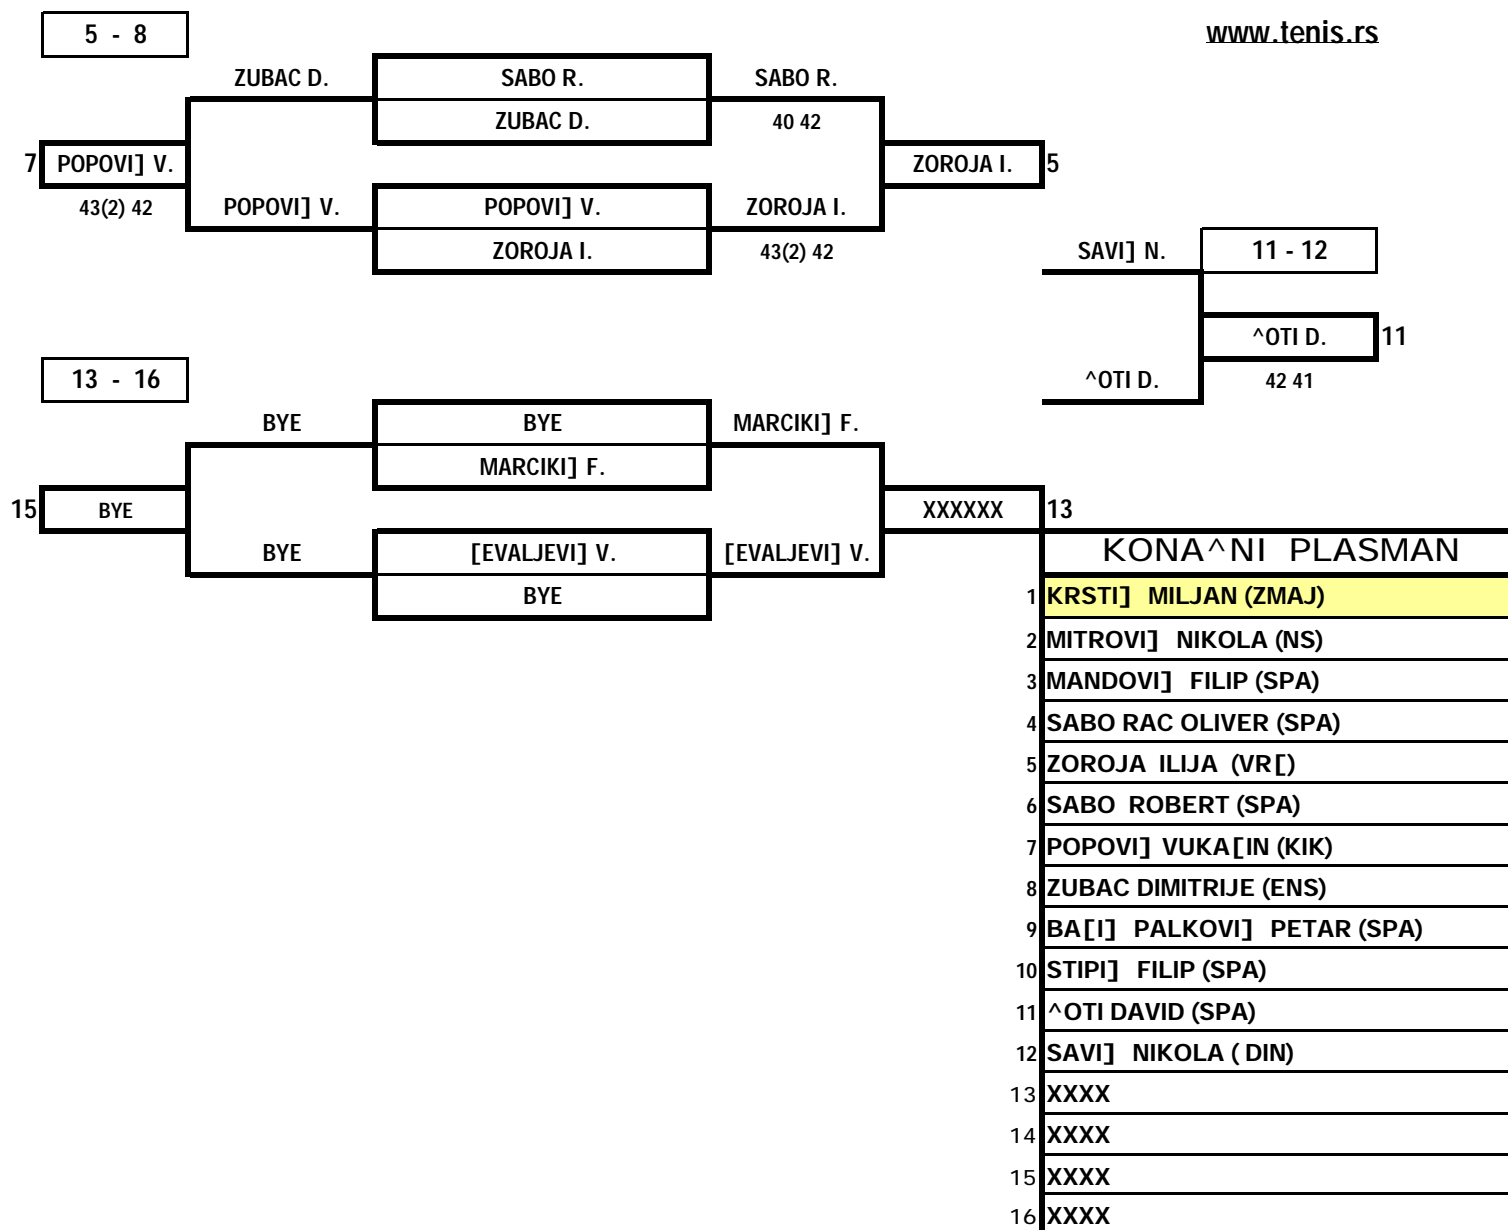 5 - 8
www.tenis.rs
ZUBAC D.
SABO R.
SABO R.
ZUBAC D.
40 42
7
POPOVI] V.
ZOROJA I.
5
43(2) 42
POPOVI] V.
POPOVI] V.
ZOROJA I.
ZOROJA I.
43(2) 42
SAVI] N.
11 - 12
^OTI D.
11
13 - 16
^OTI D.
42 41
BYE
BYE
MARCIKI] F.
MARCIKI] F.
15
BYE
XXXXXX
13
BYE
[EVALJEVI] V.
[EVALJEVI] V.
BYE
KONA^NI PLASMAN
1 KRSTI] MILJAN (ZMAJ)
2 MITROVI] NIKOLA (NS)
3 MANDOVI] FILIP (SPA)
4 SABO RAC OLIVER (SPA)
5 ZOROJA ILIJA (VR[)
6 SABO ROBERT (SPA)
7 POPOVI] VUKA[IN (KIK)
8 ZUBAC DIMITRIJE (ENS)
9 BA[I] PALKOVI] PETAR (SPA)
10 STIPI] FILIP (SPA)
11 ^OTI DAVID (SPA)
12 SAVI] NIKOLA ( DIN)
13 XXXX
14 XXXX
15 XXXX
16 XXXX